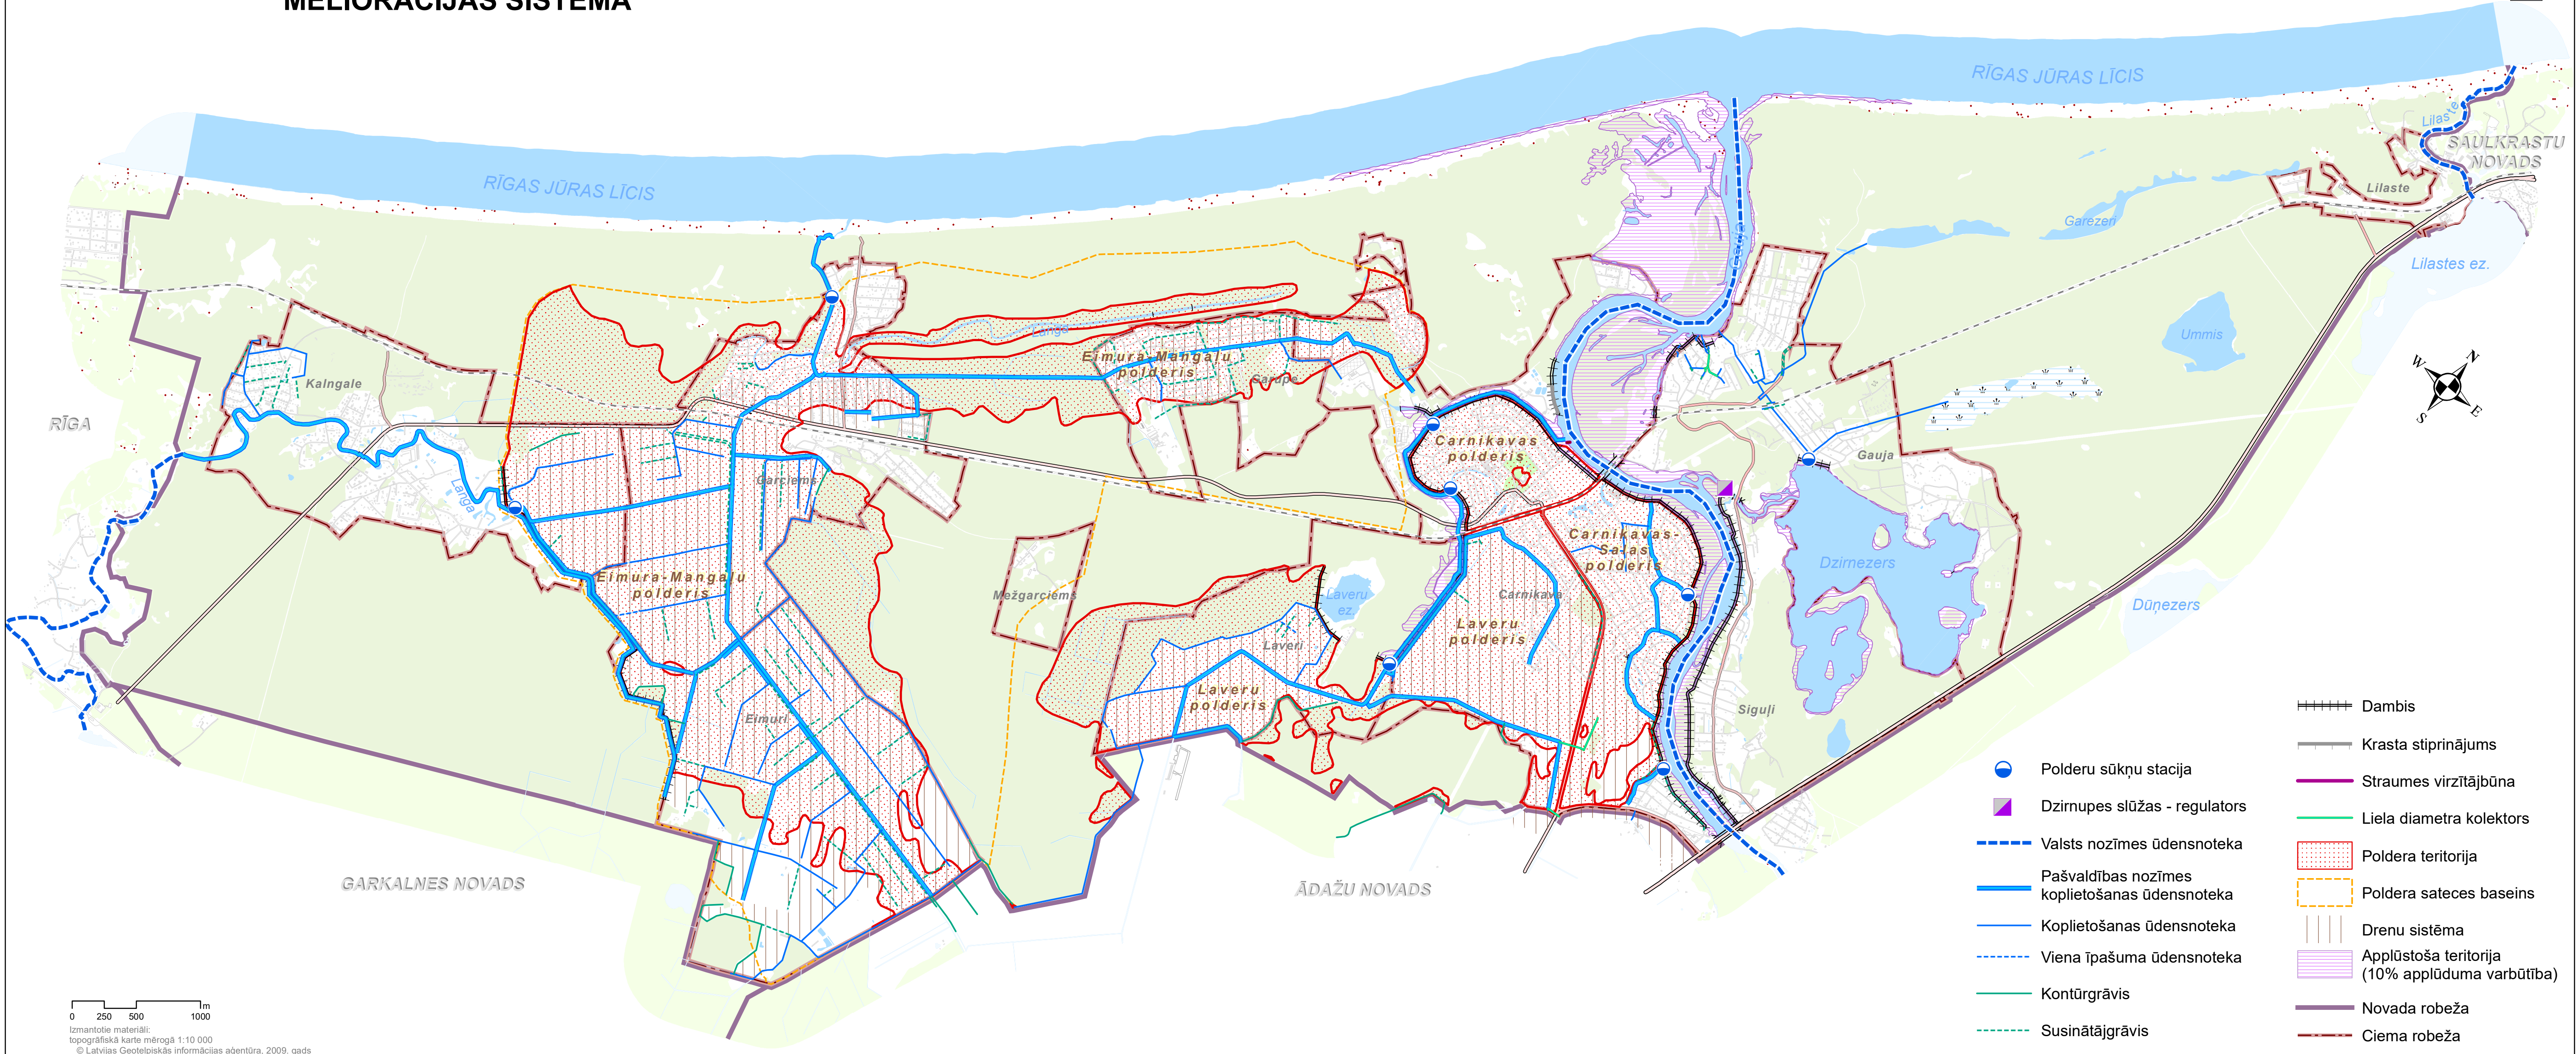 MELIORĀCIJAS SISTĒMA
RĪGAS JŪRAS LĪCIS
RĪGAS JŪRAS LĪCIS
Lilaste
SAULKRASTU
NOVADS
Lilaste
Garezeri
Lilastes ez.
Gauja
Ummis
Langa
Eimura-Mangaļu
polderis
Garupe
Kalngale
RĪGA
W
N
S
E
Carnikavas
polderis
Gauja
Garciems
Langa
Carnikavas-
Salas
polderis
Dzirnezers
Eimura-Mangaļu
polderis
Mežgarciems
Laveru
ez.
Carnikava
Dūņezers
Laveru
polderis
Laveri
Laveru
polderis
Eimuri
Siguļi
GARKALNES NOVADS
ĀDAŽU NOVADS
Polderu sūkņu stacija
Dzirnupes slūžas - regulators
Valsts nozīmes ūdensnoteka
Pašvaldības nozīmes
koplietošanas ūdensnoteka
Koplietošanas ūdensnoteka
Viena īpašuma ūdensnoteka
Kontūrgrāvis
Susinātājgrāvis
Dambis
Krasta stiprinājums
Straumes virzītājbūna
Liela diametra kolektors
Poldera teritorija
Poldera sateces baseins
Drenu sistēma
Applūstoša teritorija
(10% applūduma varbūtība)
Novada robeža
Ciema robeža
m
0 250 500 1000
Izmantotie materiāli:
topogrāfiskā karte mērogā 1:10 000
© Latvijas Ģeotelpiskās informācijas aģentūra, 2009. gads